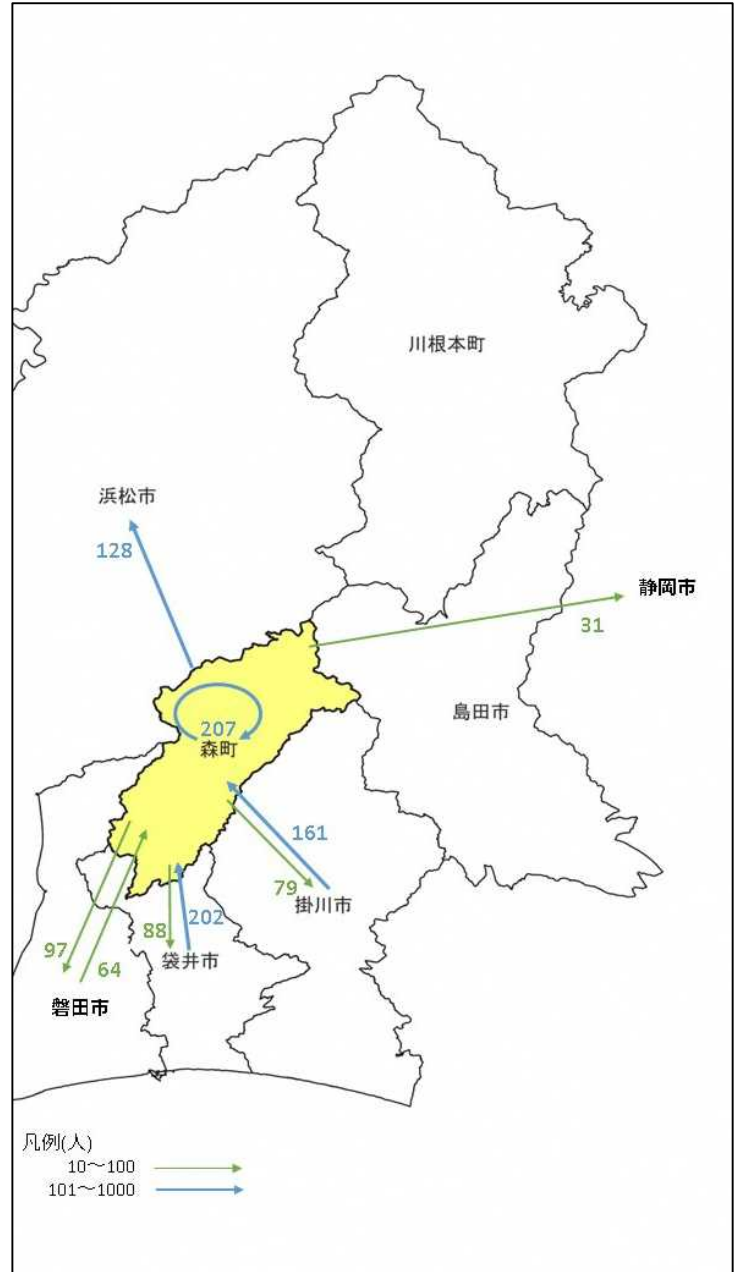 川根本町
浜松市
128
静岡市
31
島田市
207
森町
161
79
掛川市
202
88
袋井市
97
64
磐田市
凡例(人)
10～100
101～1000